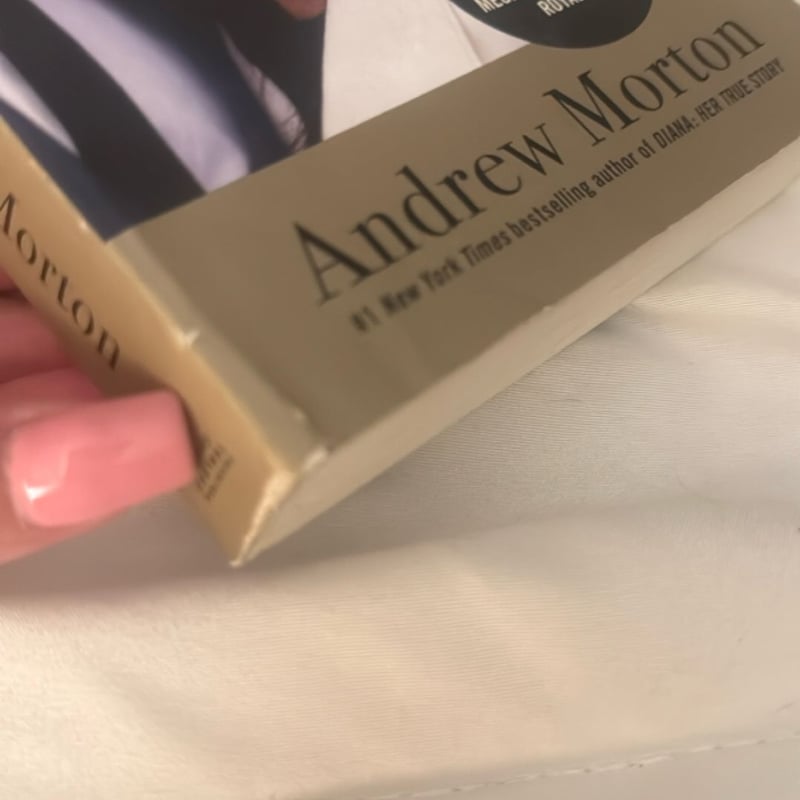 Andrew Morton
#1 New York Times bestselling author of DIANA: HER TRUE STORY
Morton